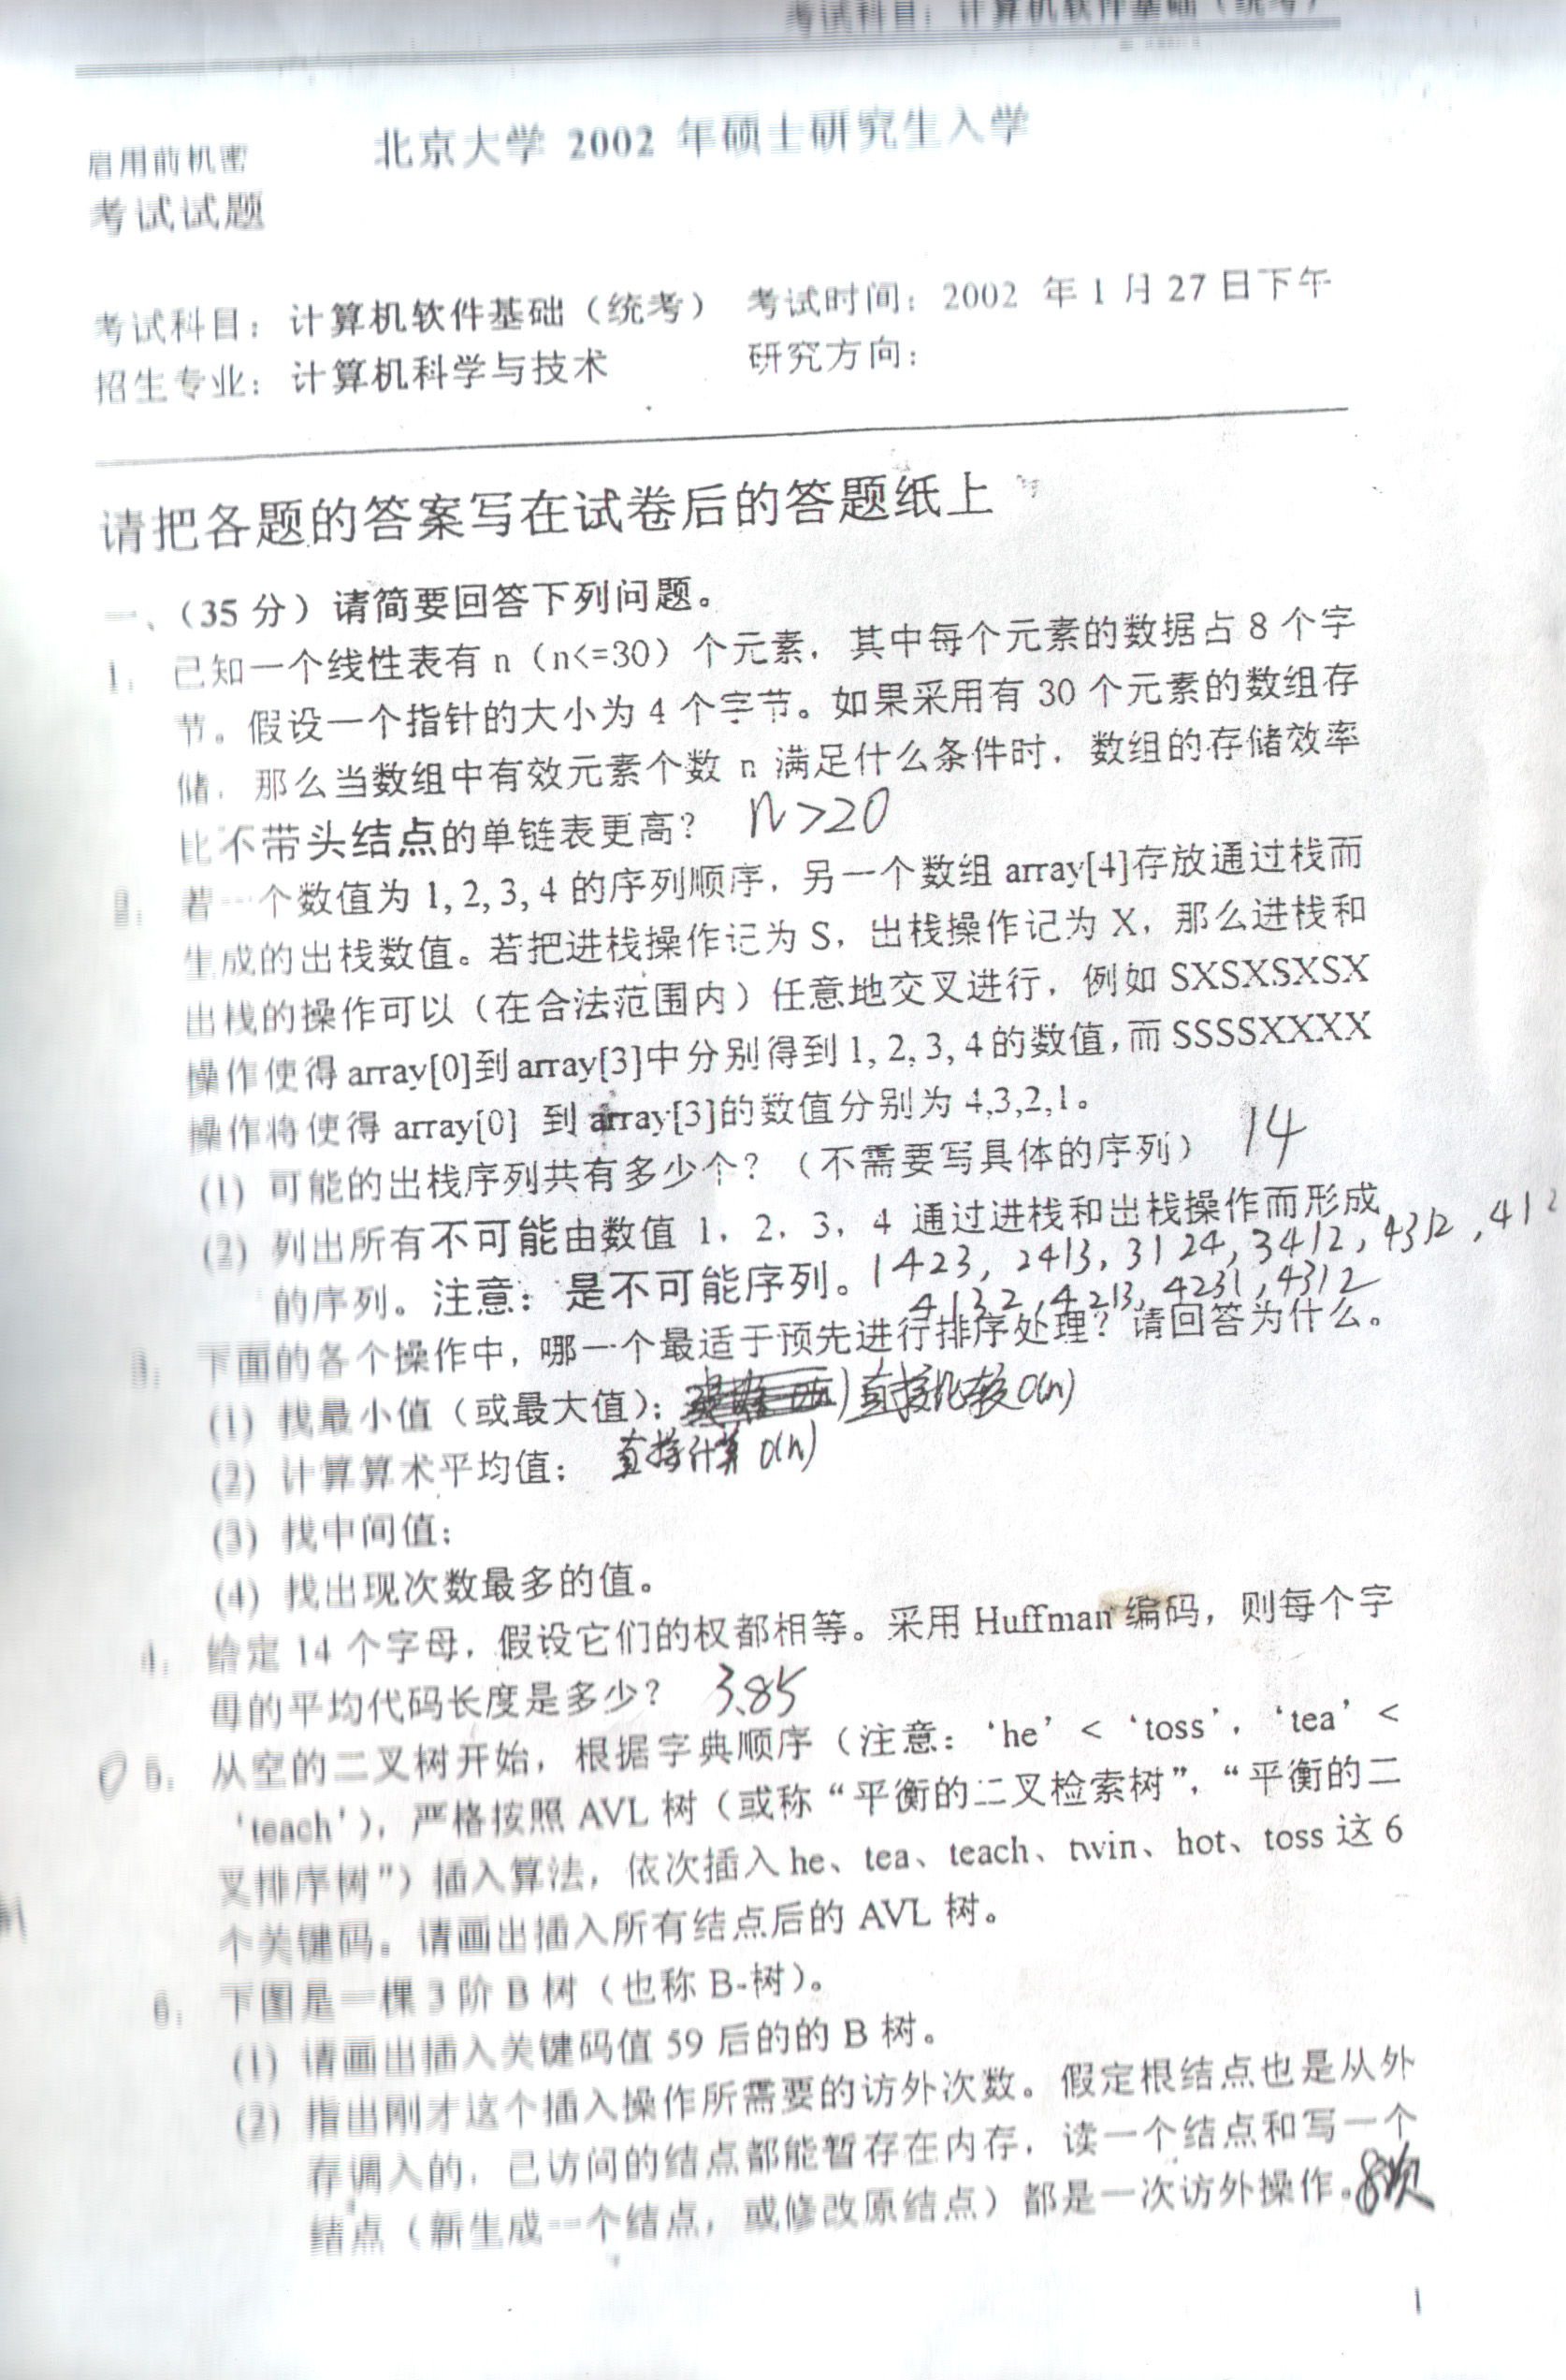 考试科目：计算机软件基础（统考）
启用前机密 北京大学 2002 年硕士研究生入学
考试试题
考试科目：计算机软件基础（统考） 考试时间：2002 年 1 月 27 日下午
招生专业：计算机科学与技术 研究方向：
请把各题的答案写在试卷后的答题纸上
一、（35 分）请简要回答下列问题。
1. 已知一个线性表有 n（n<=30）个元素，其中每个元素的数据占 8 个字
节。假设一个指针的大小为 4 个字节。如果采用有 30 个元素的数组存
储，那么当数组中有效元素个数 n 满足什么条件时，数组的存储效率
比不带头结点的单链表更高？ n>20
2. 若一个数值为 1, 2, 3, 4 的序列顺序，另一个数组 array[4]存放通过栈而
生成的出栈数值。若把进栈操作记为 S，出栈操作记为 X，那么进栈和
出栈的操作可以（在合法范围内）任意地交叉进行，例如 SXSXSXSX
操作使得 array[0]到 array[3]中分别得到 1, 2, 3, 4 的数值，而 SSSSXXXX
操作将使得 array[0] 到 array[3]的数值分别为 4,3,2,1。
(1) 可能的出栈序列共有多少个？（不需要写具体的序列） 14
(2) 列出所有不可能由数值 1，2，3，4 通过进栈和出栈操作而形成
的序列。注意：是不可能序列。1423, 2413, 3124, 3412, 4312, 412
4132, 4213, 4231, 4312
3. 下面的各个操作中，哪一个最适于预先进行排序处理？请回答为什么。
(1) 找最小值（或最大值）； 直接比较 O(n)
(2) 计算算术平均值； 直接计算 O(n)
(3) 找中间值；
(4) 找出现次数最多的值。
4. 给定 14 个字母，假设它们的权都相等。采用 Huffman 编码，则每个字
母的平均代码长度是多少？ 3.85
5. 从空的二叉树开始，根据字典顺序（注意：‘he’ < ‘toss’，‘tea’ <
‘teach’），严格按照 AVL 树（或称“平衡的二叉检索树”，“平衡的二
叉排序树”）插入算法，依次插入 he、tea、teach、twin、hot、toss 这 6
个关键码。请画出插入所有结点后的 AVL 树。
6. 下图是一棵 3 阶 B 树（也称 B-树）。
(1) 请画出插入关键码值 59 后的的 B 树。
(2) 指出刚才这个插入操作所需要的访外次数。假定根结点也是从外
存调入的，已访问的结点都能暂存在内存，读一个结点和写一个
结点（新生成一个结点，或修改原结点）都是一次访外操作。8次
1